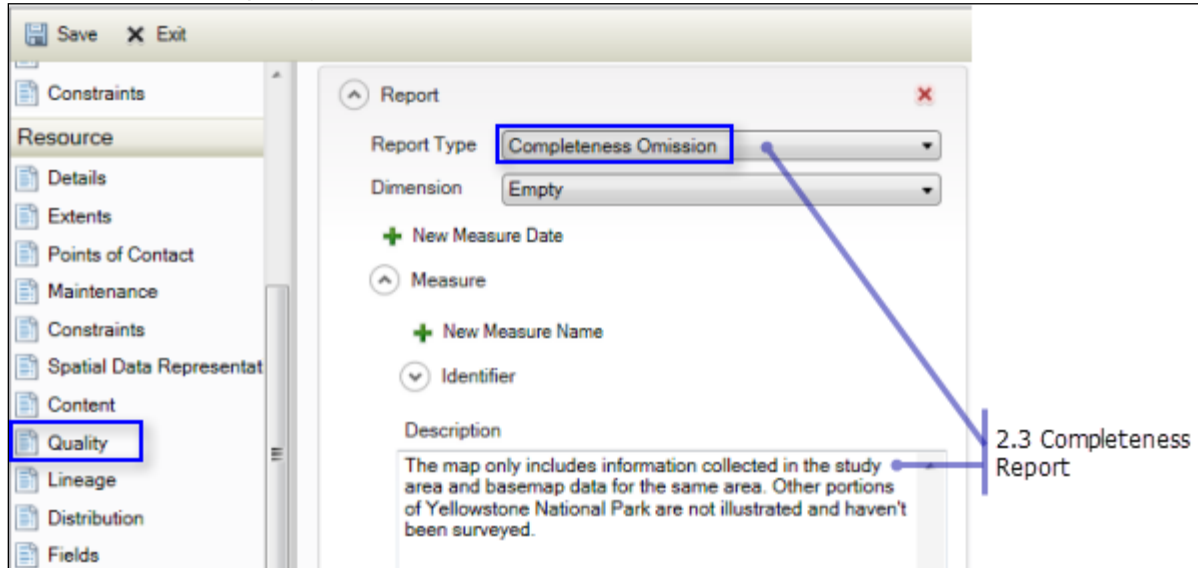 Save Exit
Constraints
Resource
Details
Extents
Points of Contact
Maintenance
Constraints
Spatial Data Representat
Content
Quality
Lineage
Distribution
Fields
Report
Report Type Completeness Omission
Dimension Empty
New Measure Date
Measure
New Measure Name
Identifier
Description
The map only includes information collected in the study
area and basemap data for the same area. Other portions
of Yellowstone National Park are not illustrated and haven't
been surveyed.
2.3 Completeness
Report